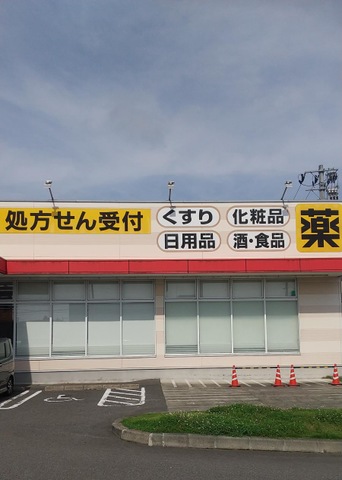 処方せん受付
くすり 化粧品
日用品 酒・食品
薬